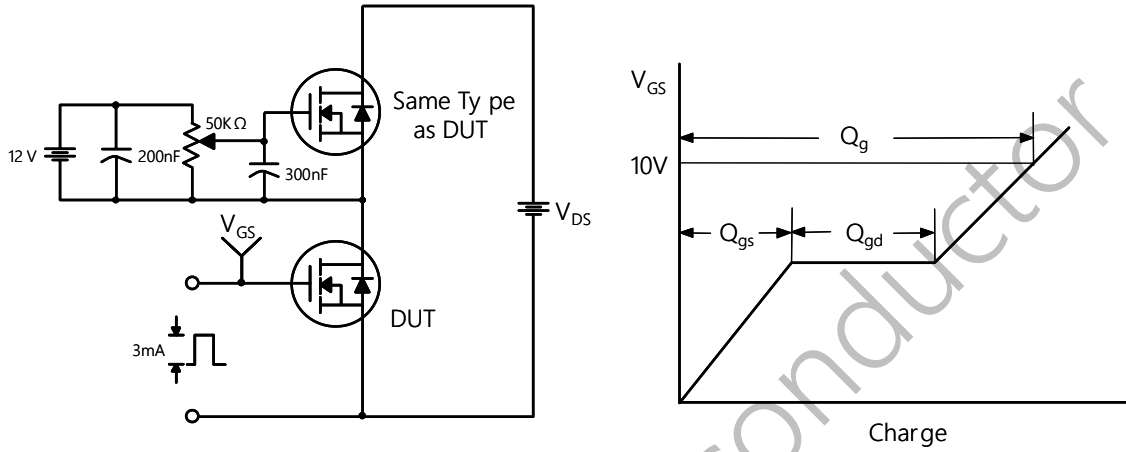 Same Ty pe
as DUT
50KΩ
12 V
200nF
300nF
V_DS
V_GS
DUT
3mA
V_GS
Q_g
10V
Q_gs
Q_gd
Charge
onductor